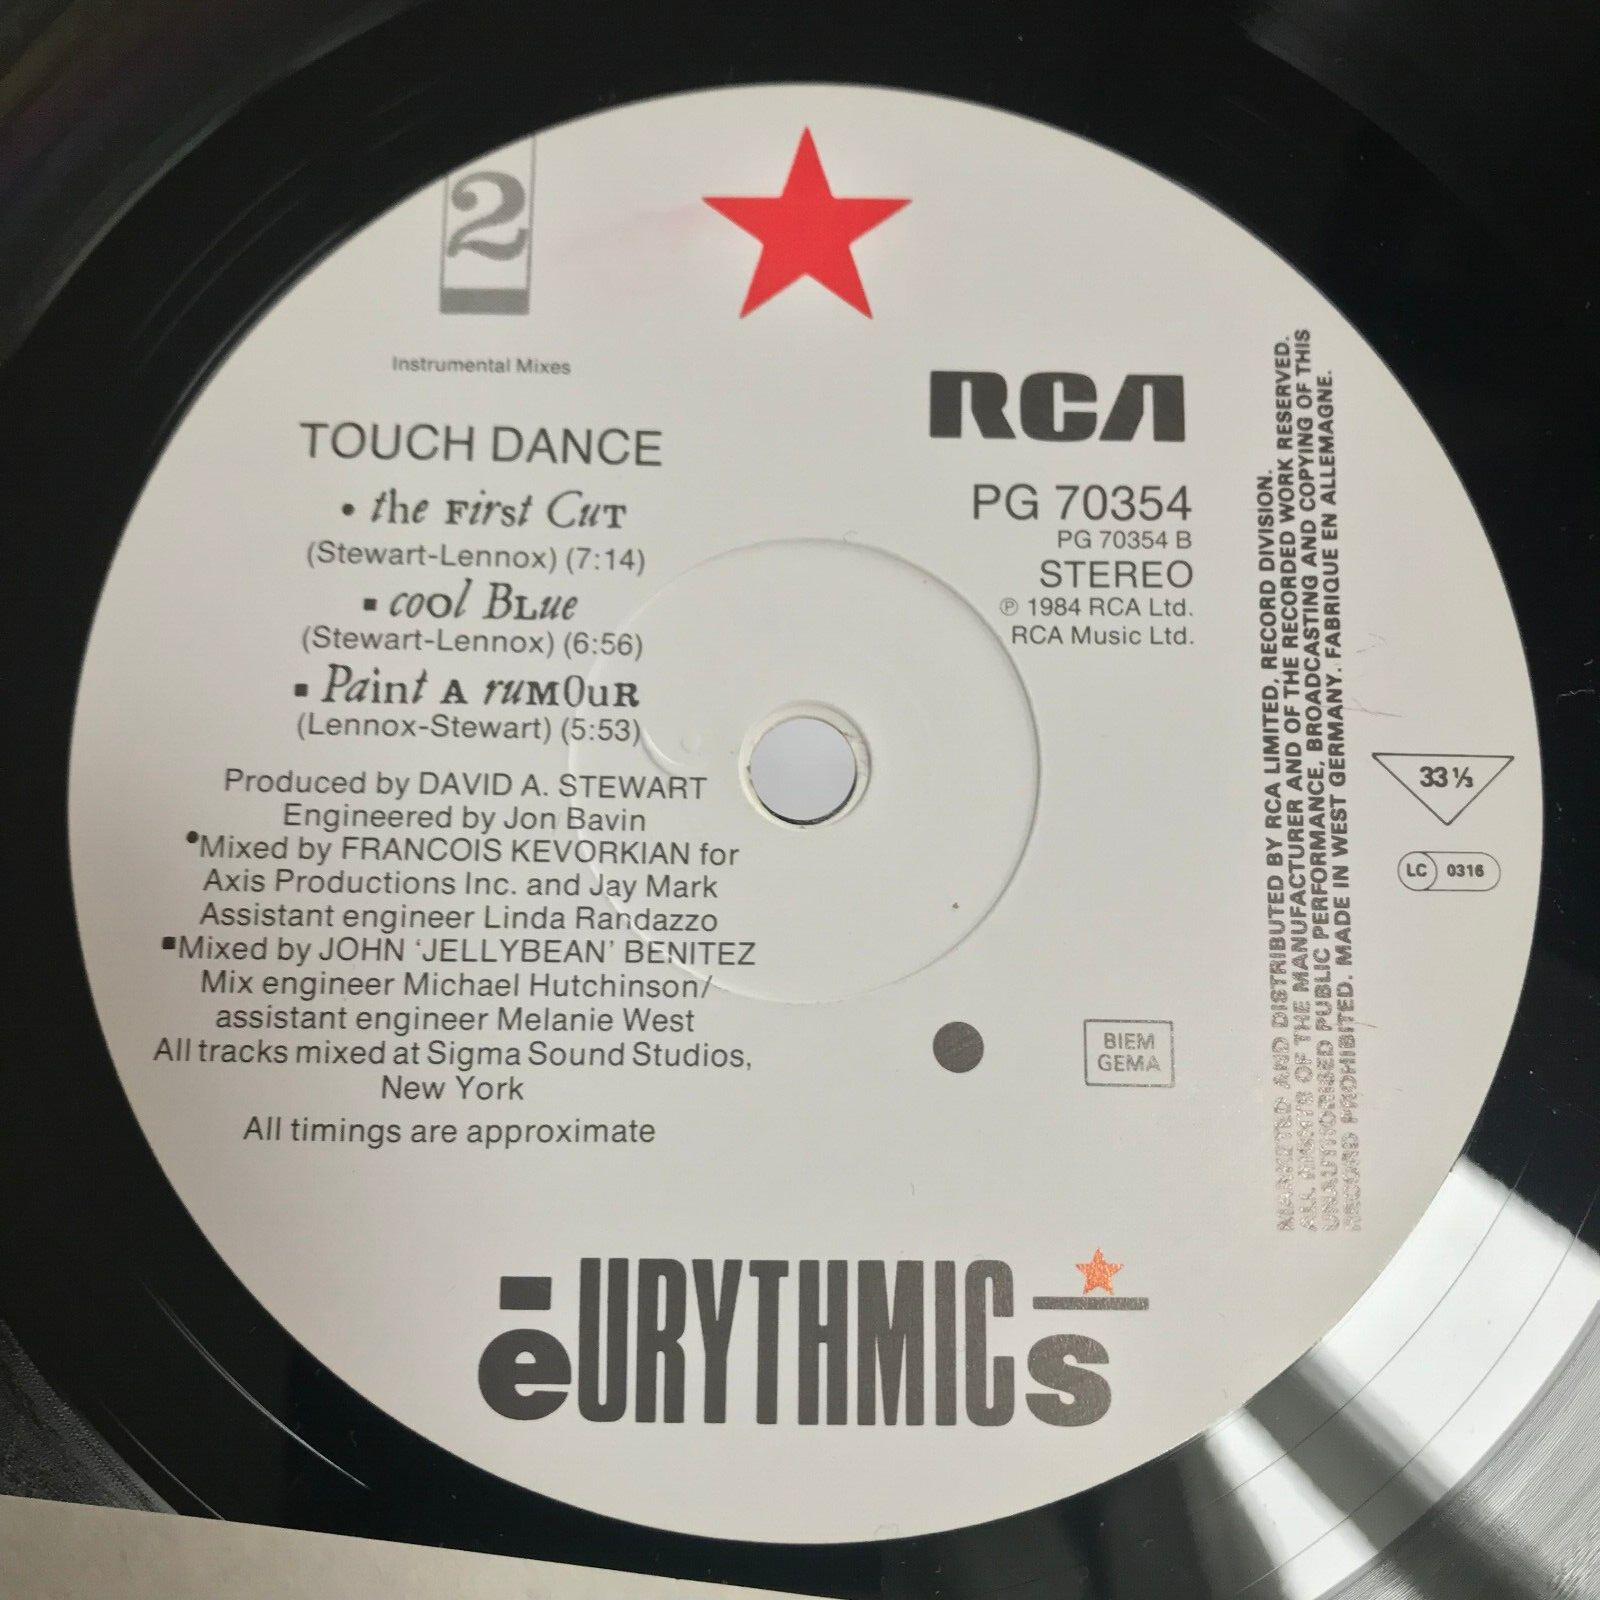 2
Instrumental Mixes
TOUCH DANCE
• the First CuT
(Stewart-Lennox) (7:14)
▪ cool BLue
(Stewart-Lennox) (6:56)
▪ Paint A ruMOuR
(Lennox-Stewart) (5:53)
Produced by DAVID A. STEWART
Engineered by Jon Bavin
•Mixed by FRANCOIS KEVORKIAN for
Axis Productions Inc. and Jay Mark
Assistant engineer Linda Randazzo
▪Mixed by JOHN ‘JELLYBEAN’ BENITEZ
Mix engineer Michael Hutchinson/
assistant engineer Melanie West
All tracks mixed at Sigma Sound Studios,
New York
All timings are approximate
RCA
PG 70354
PG 70354 B
STEREO
℗ 1984 RCA Ltd.
RCA Music Ltd.
BIEM
GEMA
MARKETED AND DISTRIBUTED BY RCA LIMITED, RECORD DIVISION.
ALL RIGHTS OF THE MANUFACTURER AND OF THE RECORDED WORK RESERVED.
UNAUTHORISED PUBLIC PERFORMANCE, BROADCASTING AND COPYING OF THIS
RECORD PROHIBITED. MADE IN WEST GERMANY. FABRIQUE EN ALLEMAGNE.
33⅓
LC 0316
eURYTHMICs